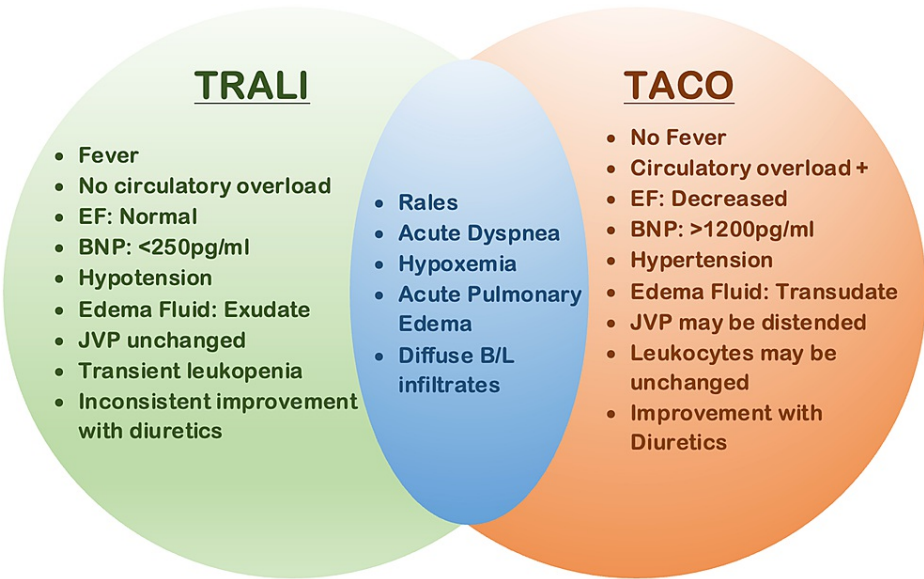 TRALI
• Fever
• No circulatory overload
• EF: Normal
• BNP: <250pg/ml
• Hypotension
• Edema Fluid: Exudate
• JVP unchanged
• Transient leukopenia
• Inconsistent improvement
with diuretics
• Rales
• Acute Dyspnea
• Hypoxemia
• Acute Pulmonary
Edema
• Diffuse B/L
infiltrates
TACO
• No Fever
• Circulatory overload +
• EF: Decreased
• BNP: >1200pg/ml
• Hypertension
• Edema Fluid: Transudate
• JVP may be distended
• Leukocytes may be
unchanged
• Improvement with
Diuretics